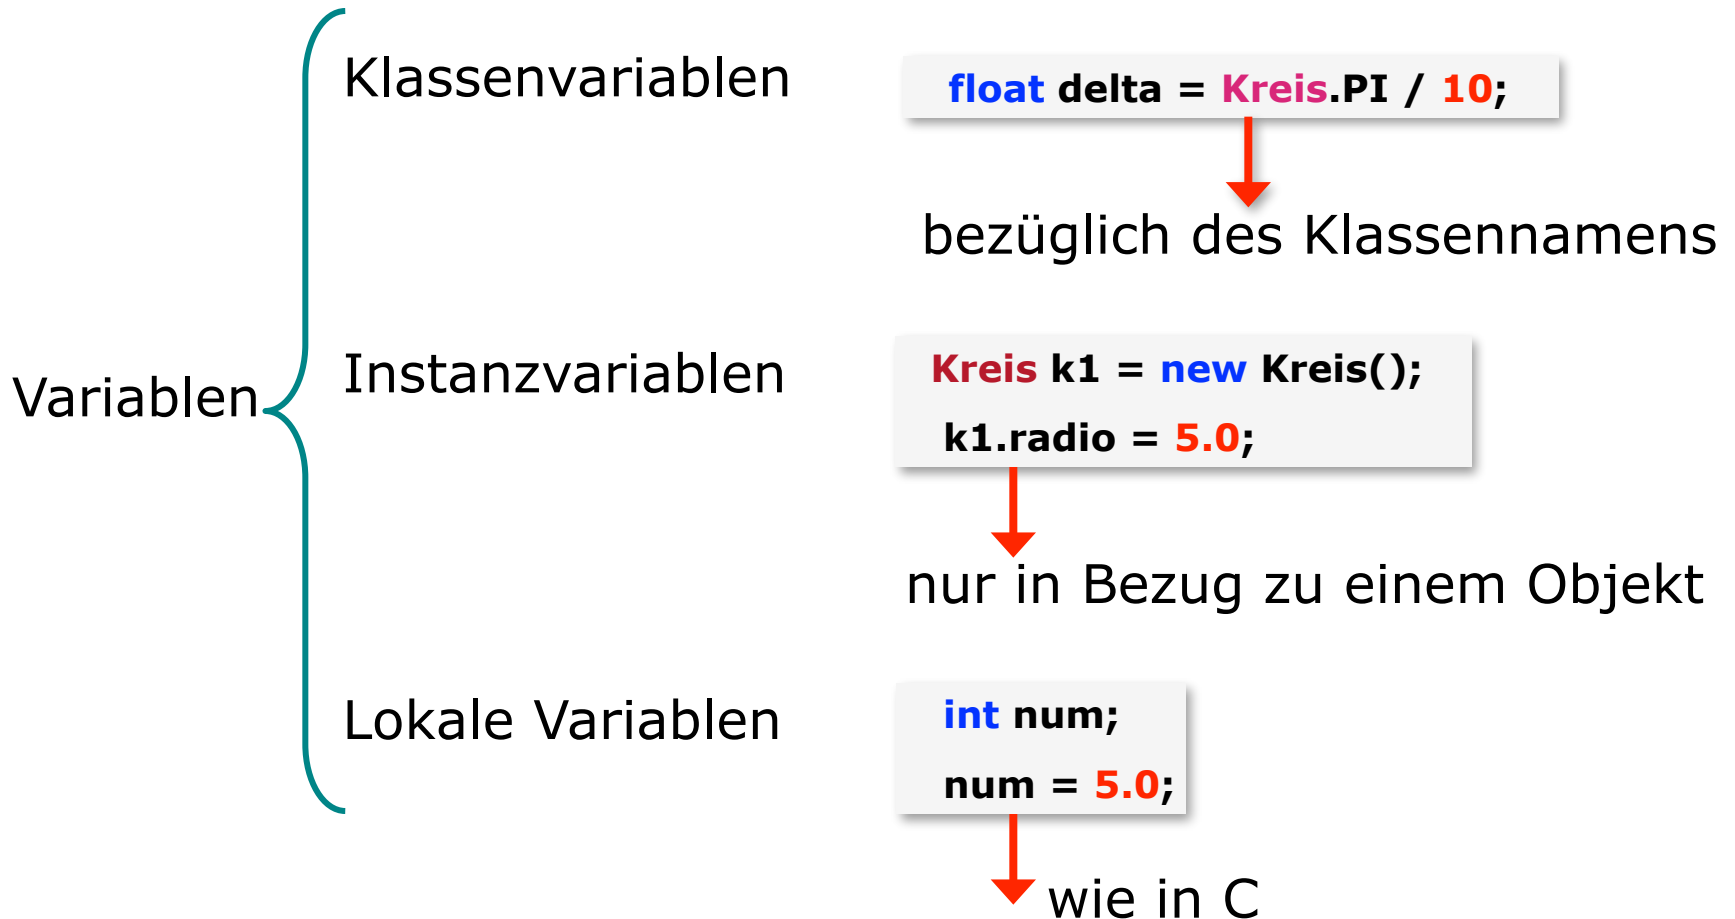 Klassenvariablen
float delta = Kreis.PI / 10;
bezüglich des Klassennamens
Variablen
Instanzvariablen
Kreis k1 = new Kreis();
k1.radio = 5.0;
nur in Bezug zu einem Objekt
Lokale Variablen
int num;
num = 5.0;
wie in C